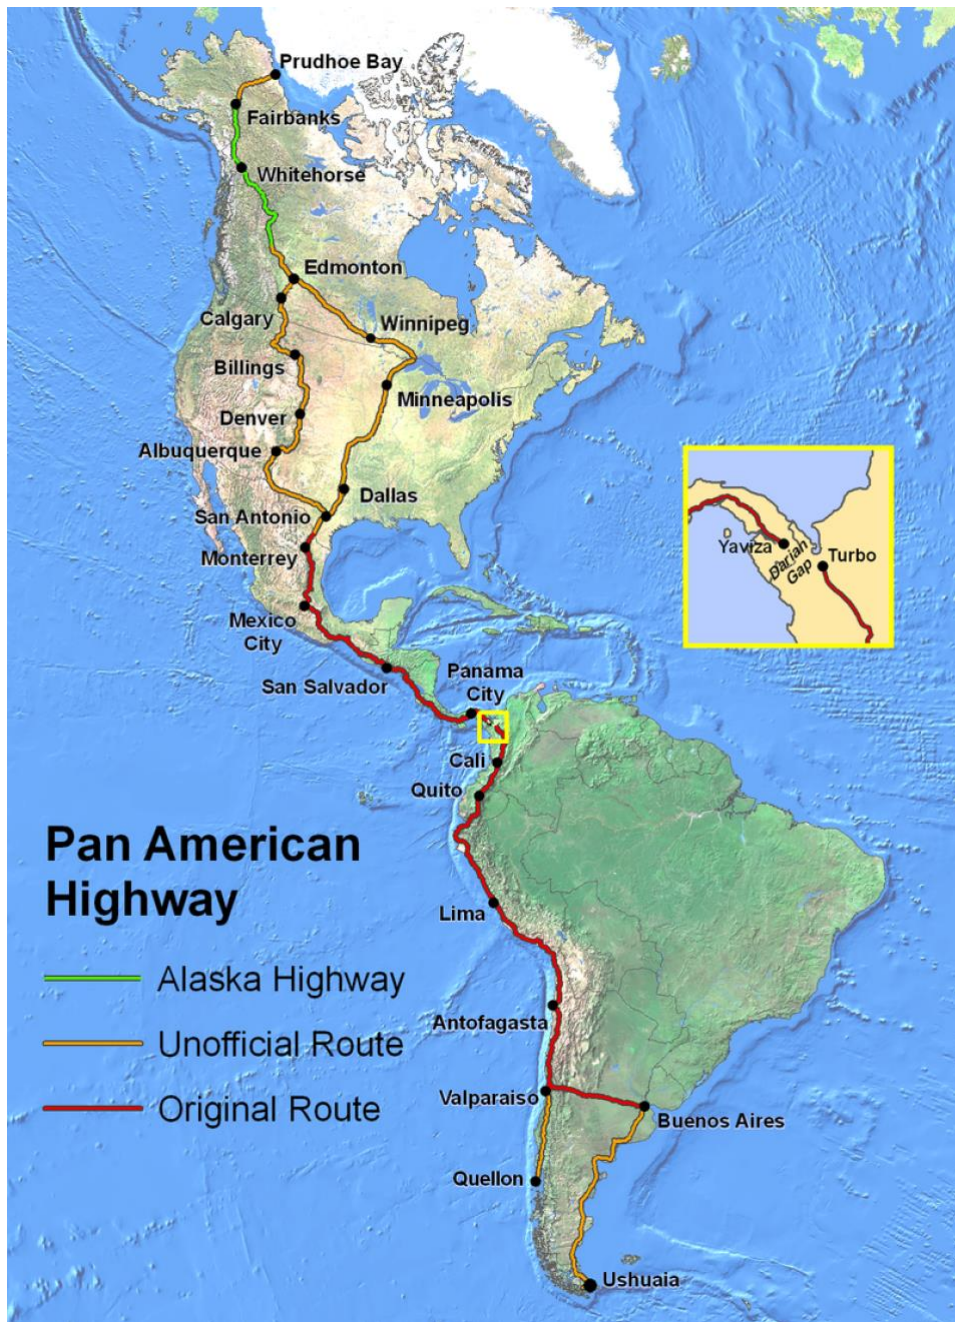 Prudhoe Bay
Fairbanks
Whitehorse
Edmonton
Calgary
Winnipeg
Billings
Minneapolis
Denver
Albuquerque
Dallas
San Antonio
Monterrey
Yaviza
Darian
Gap
Turbo
Mexico
City
San Salvador
Panama
City
Cali
Quito
Pan American
Highway
Lima
Alaska Highway
Antofagasta
Unofficial Route
Valparaiso
Original Route
Buenos Aires
Quellon
Ushuaia